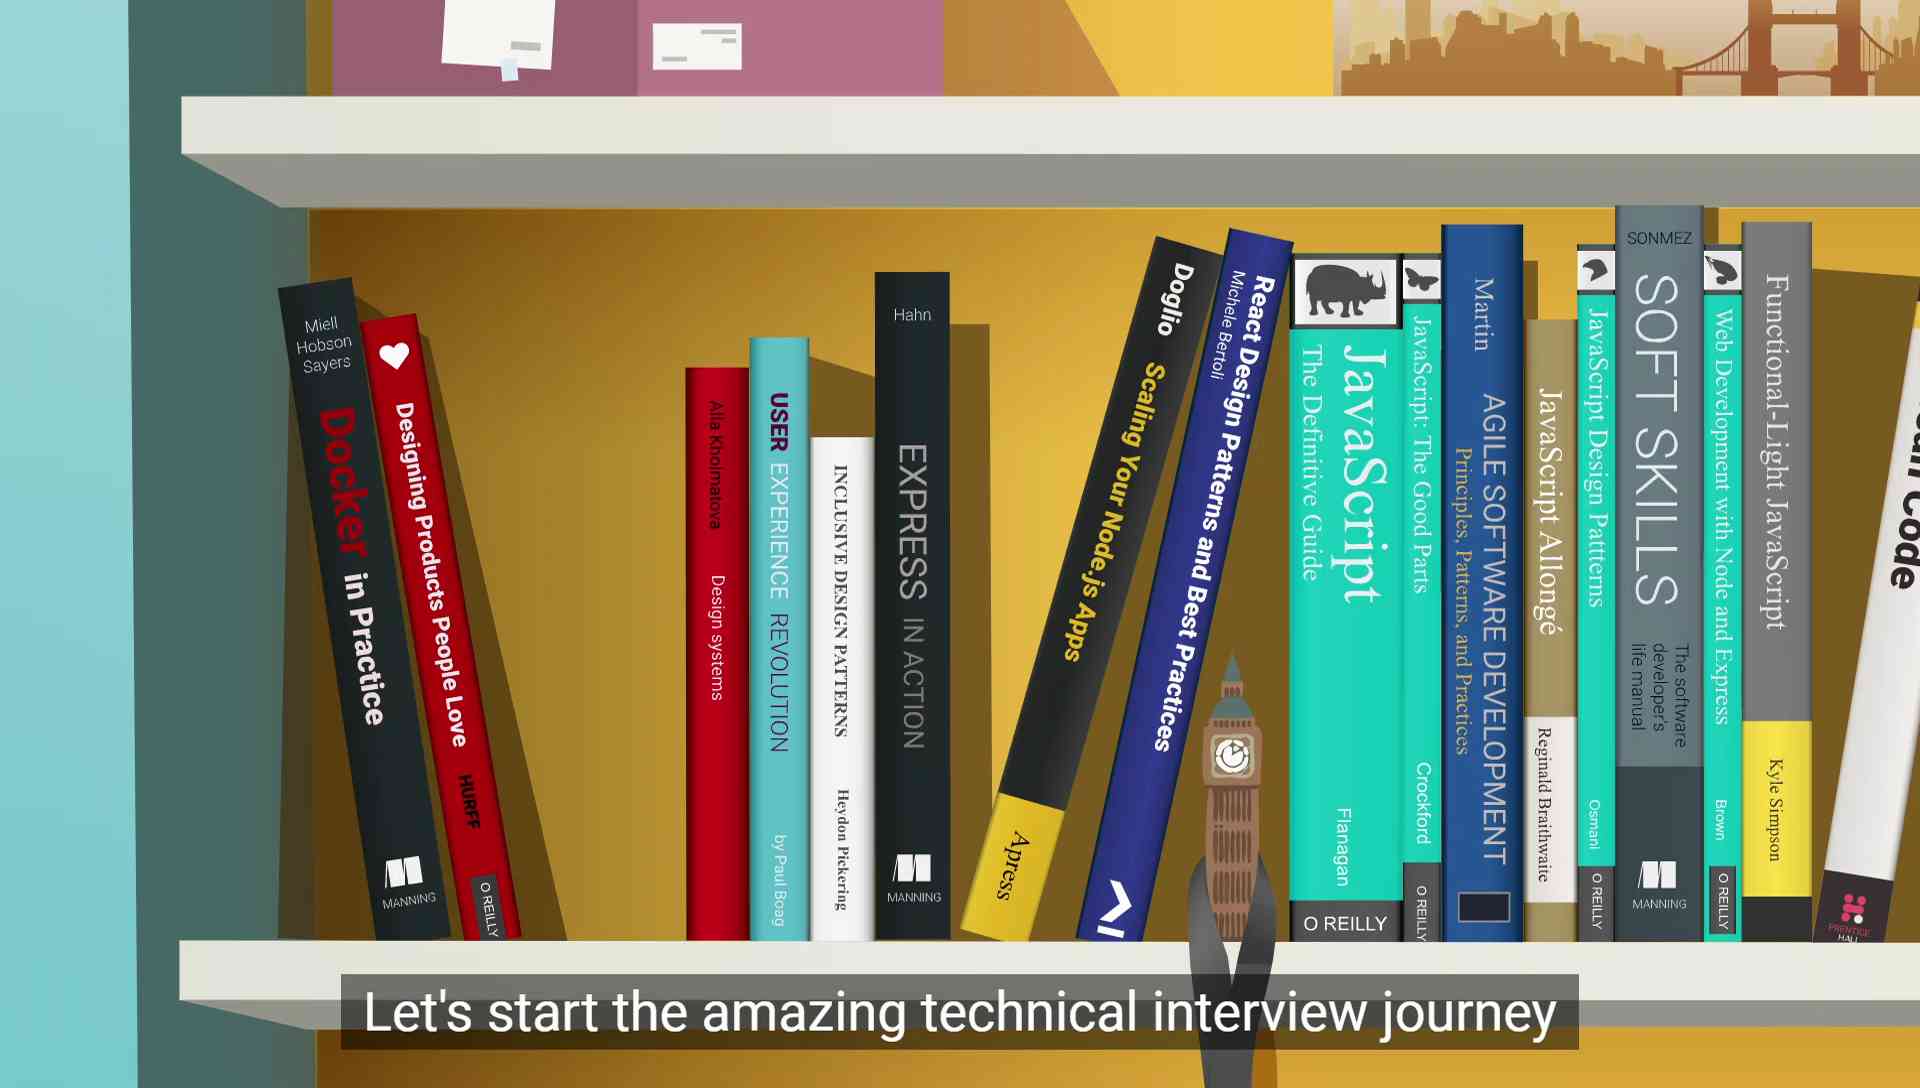 Miell
Hobson
Sayers
Docker in Practice
MANNING
Designing Products People Love
HURFF
O REILLY
Alla Kholmatova
Design systems
USER EXPERIENCE REVOLUTION
by Paul Boag
INCLUSIVE DESIGN PATTERNS
Heydon Pickering
Hahn
EXPRESS IN ACTION
MANNING
Doglio
Scaling Your Node.js Apps
Apress
React Design Patterns and Best Practices
Michele Bertoli
JavaScript
The Definitive Guide
Flanagan
O REILLY
JavaScript: The Good Parts
Crockford
O REILLY
Martin
AGILE SOFTWARE DEVELOPMENT
Principles, Patterns, and Practices
JavaScript Allongé
Reginald Braithwaite
JavaScript Design Patterns
Osmani
O REILLY
SONMEZ
SOFT SKILLS
The software
developer's
life manual
MANNING
Web Development with Node and Express
Brown
O REILLY
Functional-Light JavaScript
Kyle Simpson
Code
PRENTICE
HALL
Let's start the amazing technical interview journey